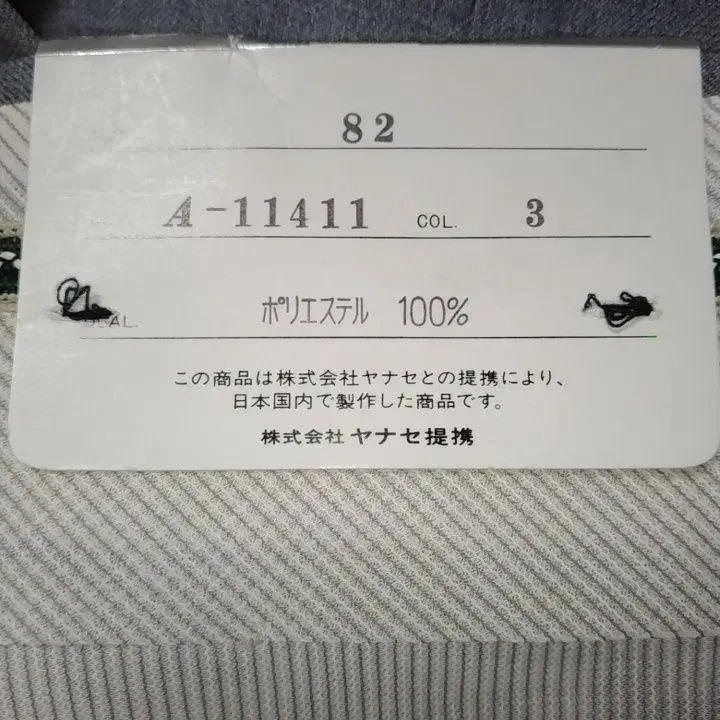 82
A-11411 COL. 3
ポリエステル 100%
この商品は株式会社ヤナセとの提携により、
日本国内で製作した商品です。
株式会社 ヤナセ提携